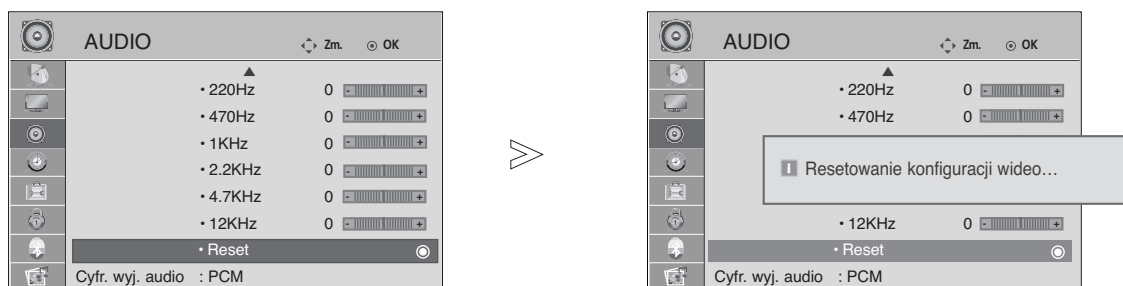 AUDIO Zm. OK
• 220Hz 0 - +
• 470Hz 0 - +
• 1KHz 0 - +
• 2.2KHz 0 - +
• 4.7KHz 0 - +
• 12KHz 0 - +
• Reset
Cyfr. wyj. audio : PCM
AUDIO Zm. OK
• 220Hz 0 - +
• 470Hz 0 - +
Resetowanie konfiguracji wideo…
• 12KHz 0 - +
• Reset
Cyfr. wyj. audio : PCM